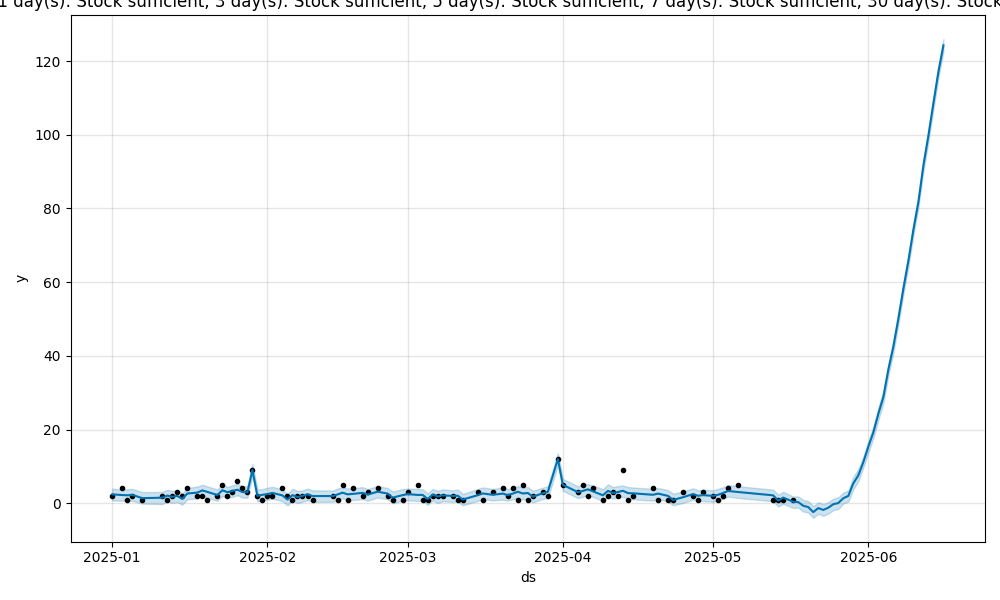 1 day(s): Stock sufficient, 3 day(s): Stock sufficient, 5 day(s): Stock sufficient, 7 day(s): Stock sufficient, 30 day(s): Stock
120
100
80
60
40
20
0
y
2025-01 2025-02 2025-03 2025-04 2025-05 2025-06
ds